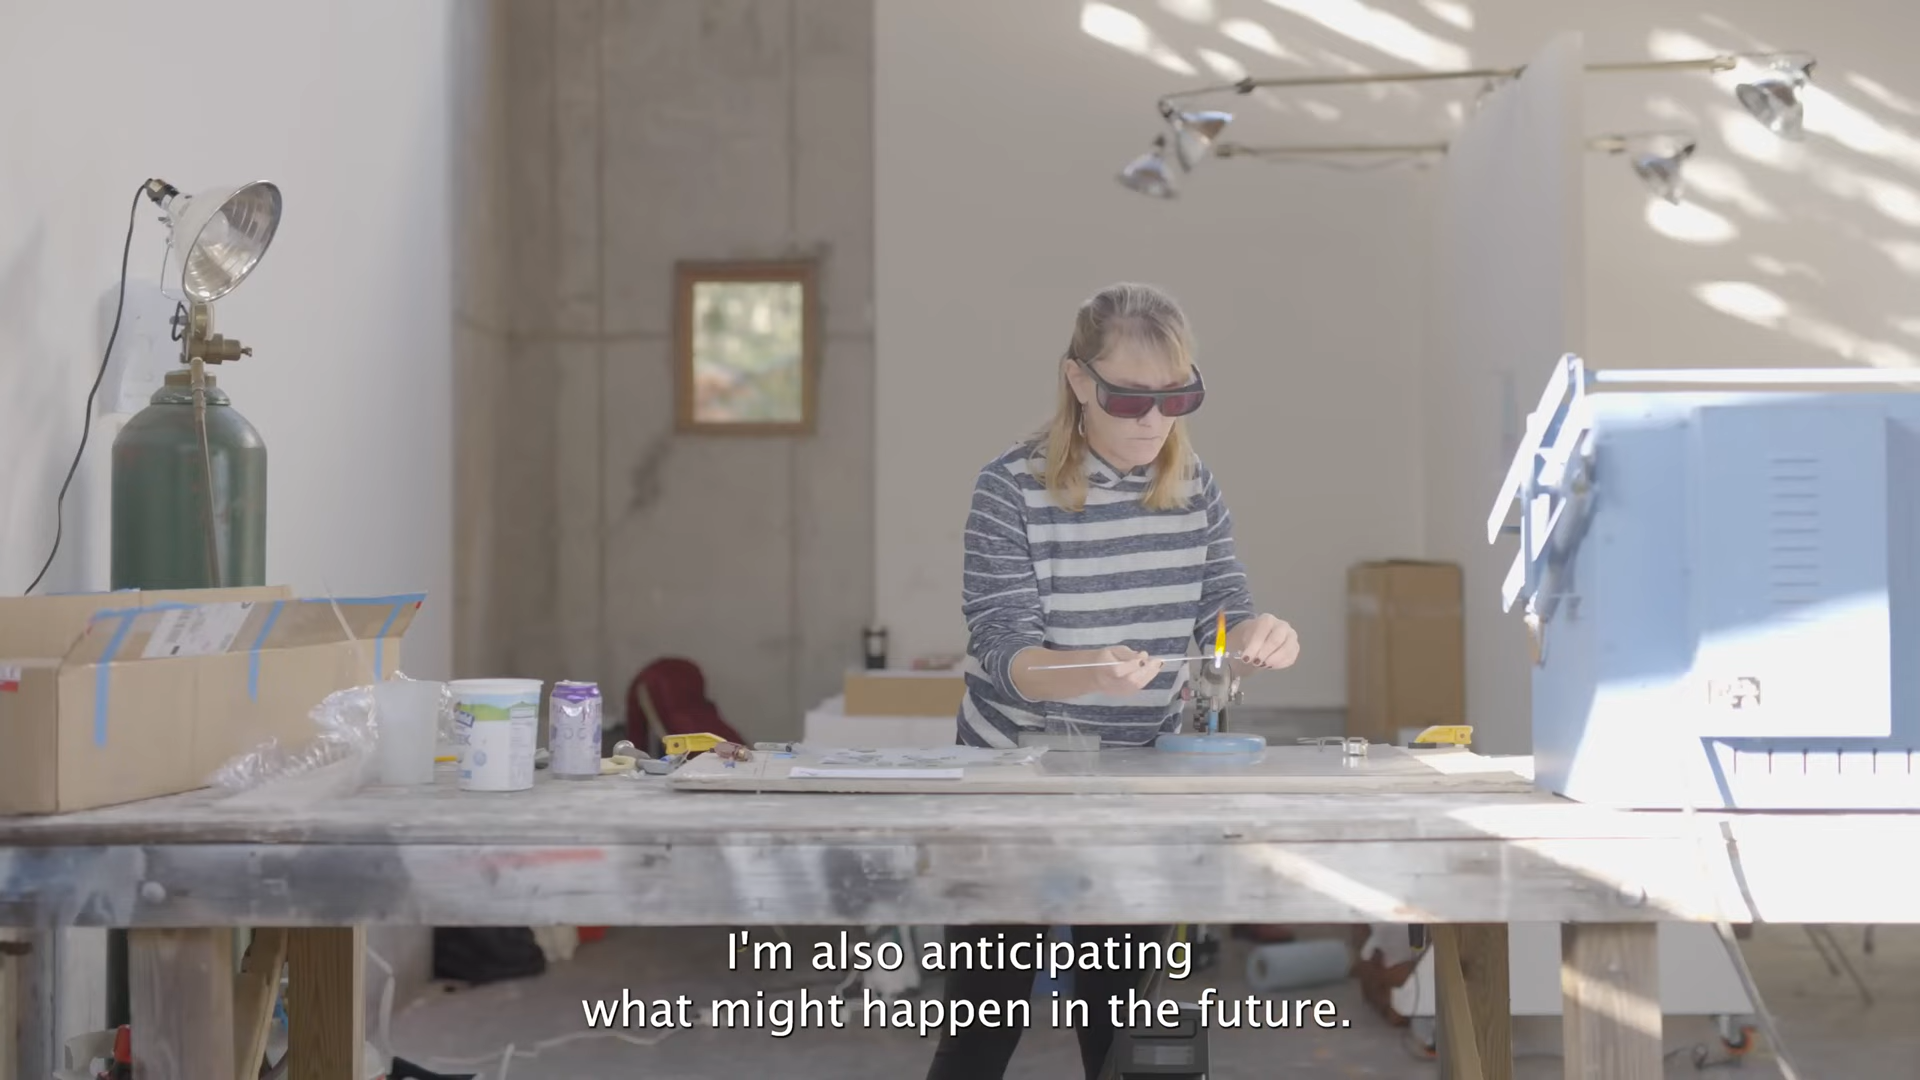 I'm also anticipating
what might happen in the future.